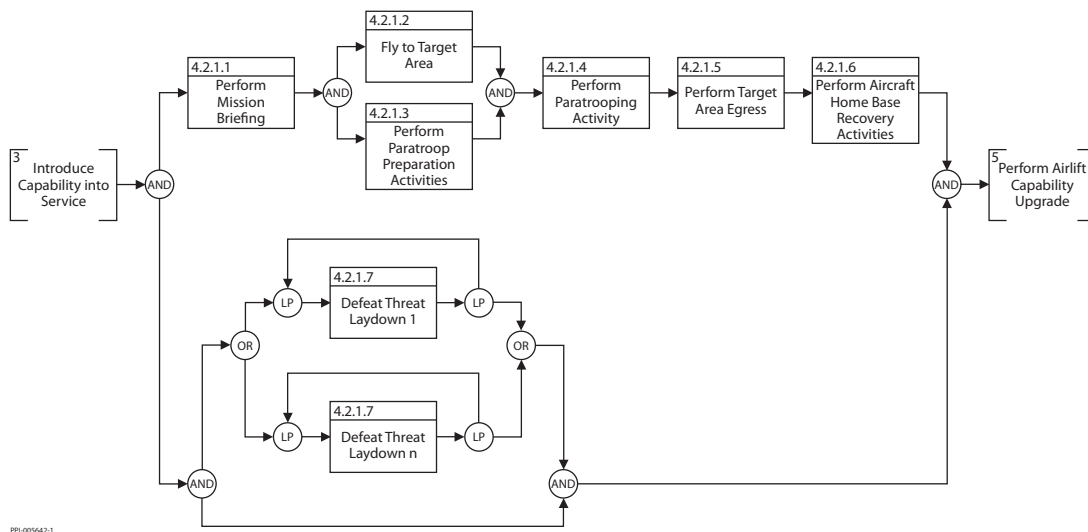 4.2.1.2
Fly to Target
Area
4.2.1.1
Perform
Mission
Briefing
AND
AND
4.2.1.3
Perform
Paratroop
Preparation
Activities
4.2.1.4
Perform
Paratrooping
Activity
4.2.1.5
Perform Target
Area Egress
4.2.1.6
Perform Aircraft
Home Base
Recovery
Activities
3
Introduce
Capability into
Service
AND
AND
5
Perform Airlift
Capability
Upgrade
4.2.1.7
LP
Defeat Threat
Laydown 1
LP
OR
OR
4.2.1.7
LP
Defeat Threat
Laydown n
LP
AND
AND
PPI-005642-1